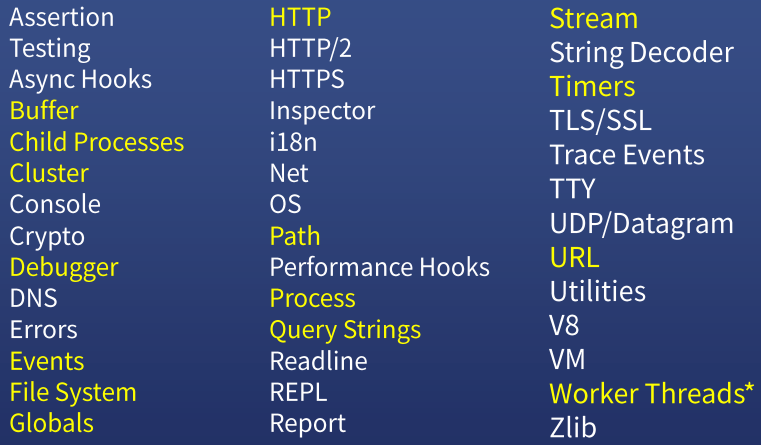 Assertion
Testing
Async Hooks
Buffer
Child Processes
Cluster
Console
Crypto
Debugger
DNS
Errors
Events
File System
Globals
HTTP
HTTP/2
HTTPS
Inspector
i18n
Net
OS
Path
Performance Hooks
Process
Query Strings
Readline
REPL
Report
Stream
String Decoder
Timers
TLS/SSL
Trace Events
TTY
UDP/Datagram
URL
Utilities
V8
VM
Worker Threads*
Zlib